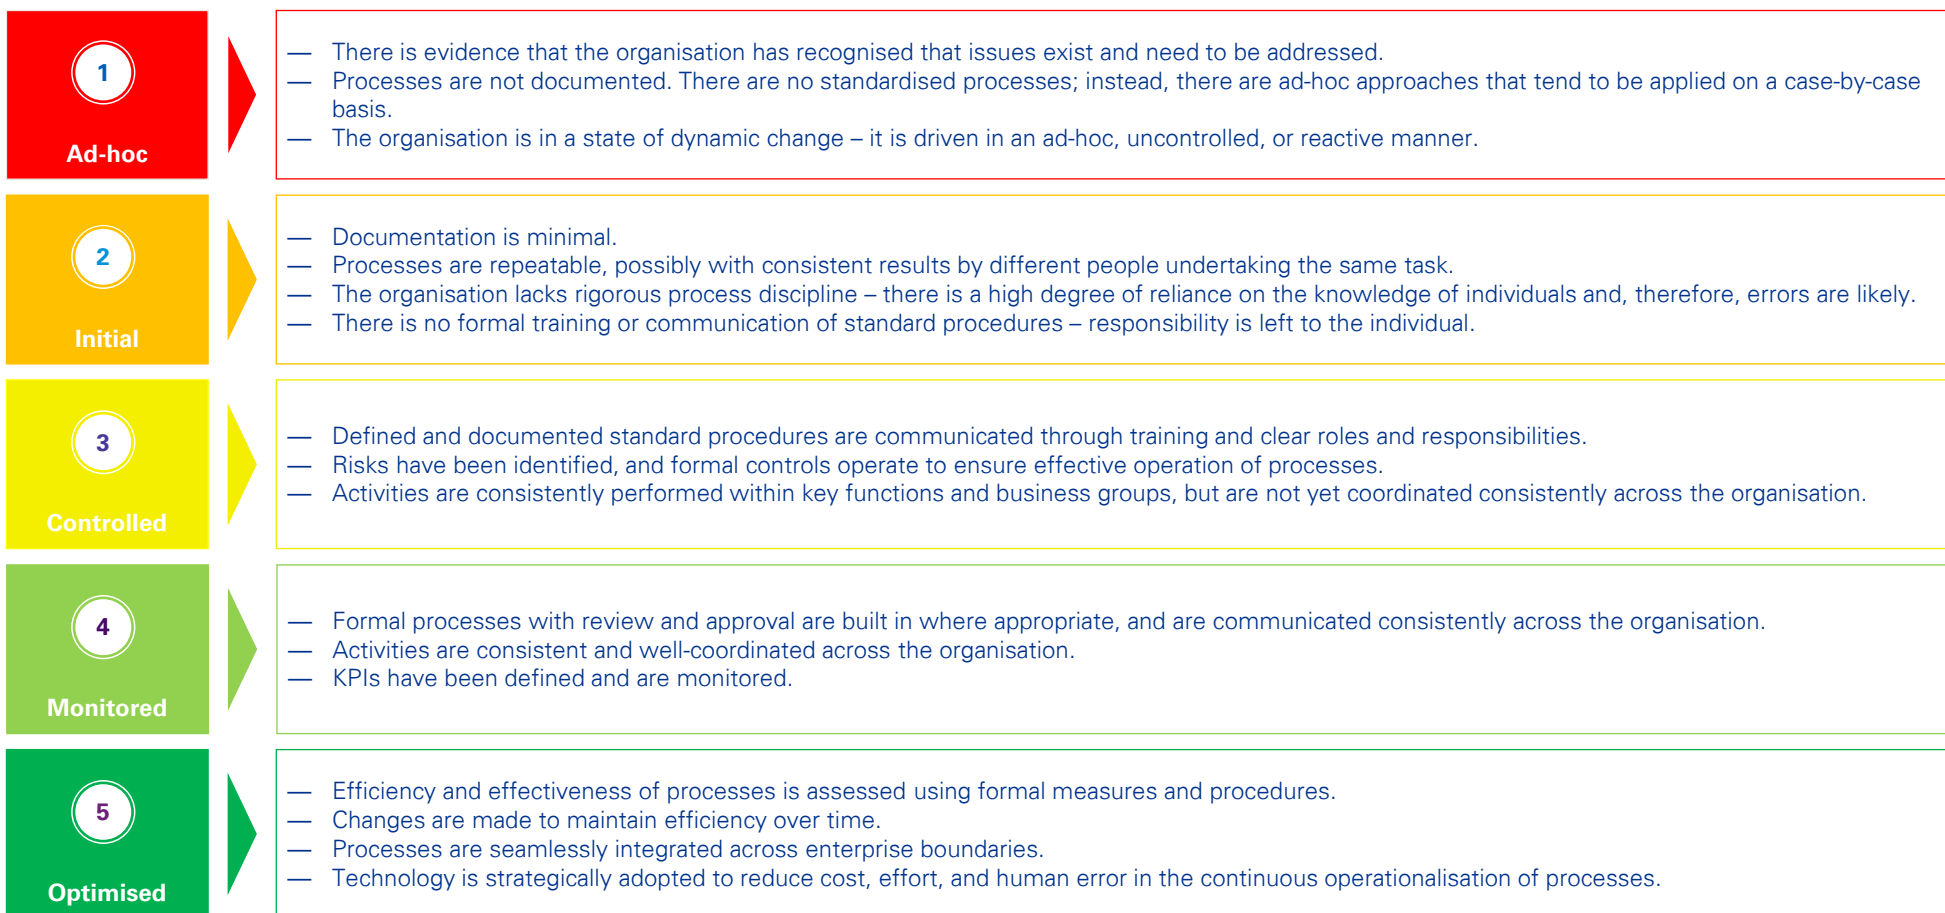 1
Ad-hoc
— There is evidence that the organisation has recognised that issues exist and need to be addressed.
— Processes are not documented. There are no standardised processes; instead, there are ad-hoc approaches that tend to be applied on a case-by-case
basis.
— The organisation is in a state of dynamic change – it is driven in an ad-hoc, uncontrolled, or reactive manner.
2
Initial
— Documentation is minimal.
— Processes are repeatable, possibly with consistent results by different people undertaking the same task.
— The organisation lacks rigorous process discipline – there is a high degree of reliance on the knowledge of individuals and, therefore, errors are likely.
— There is no formal training or communication of standard procedures – responsibility is left to the individual.
3
Controlled
— Defined and documented standard procedures are communicated through training and clear roles and responsibilities.
— Risks have been identified, and formal controls operate to ensure effective operation of processes.
— Activities are consistently performed within key functions and business groups, but are not yet coordinated consistently across the organisation.
4
Monitored
— Formal processes with review and approval are built in where appropriate, and are communicated consistently across the organisation.
— Activities are consistent and well-coordinated across the organisation.
— KPIs have been defined and are monitored.
5
Optimised
— Efficiency and effectiveness of processes is assessed using formal measures and procedures.
— Changes are made to maintain efficiency over time.
— Processes are seamlessly integrated across enterprise boundaries.
— Technology is strategically adopted to reduce cost, effort, and human error in the continuous operationalisation of processes.